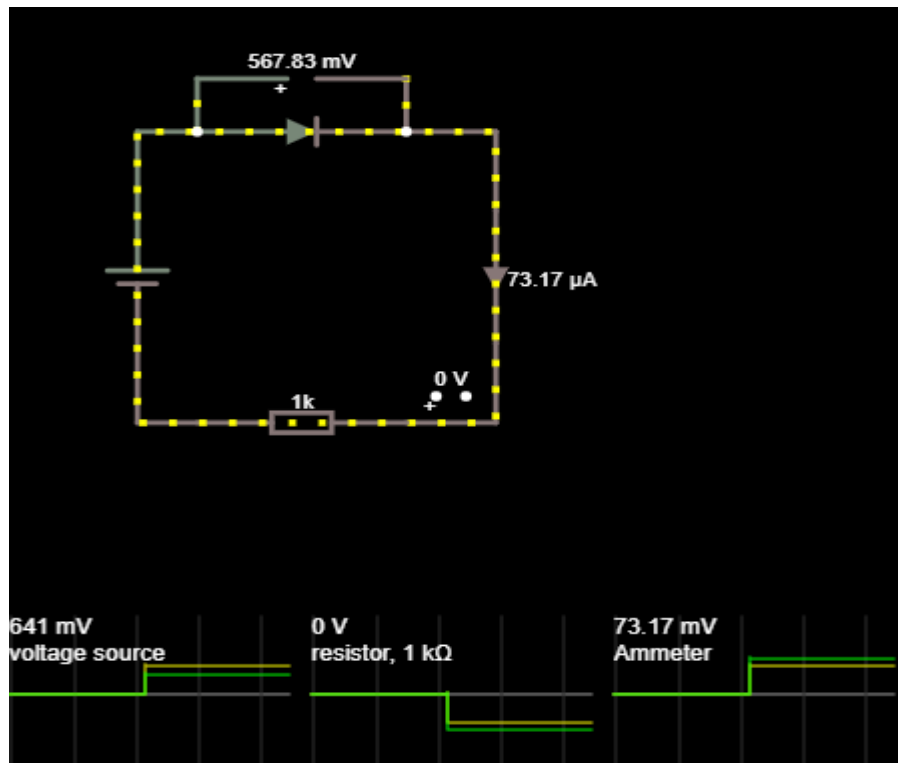 567.83 mV
+
73.17 μA
0 V
+
1k
641 mV
voltage source
0 V
resistor, 1 kΩ
73.17 mV
Ammeter